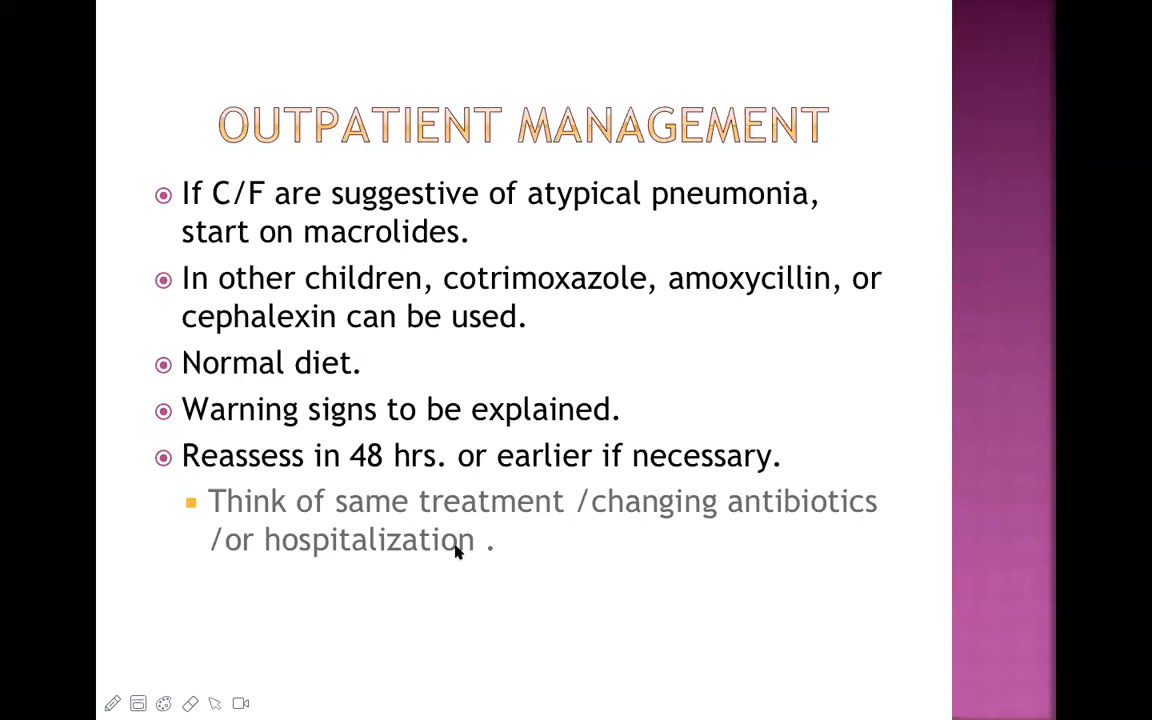 OUTPATIENT MANAGEMENT
If C/F are suggestive of atypical pneumonia,
start on macrolides.
In other children, cotrimoxazole, amoxycillin, or
cephalexin can be used.
Normal diet.
Warning signs to be explained.
Reassess in 48 hrs. or earlier if necessary.
Think of same treatment /changing antibiotics
/or hospitalization .